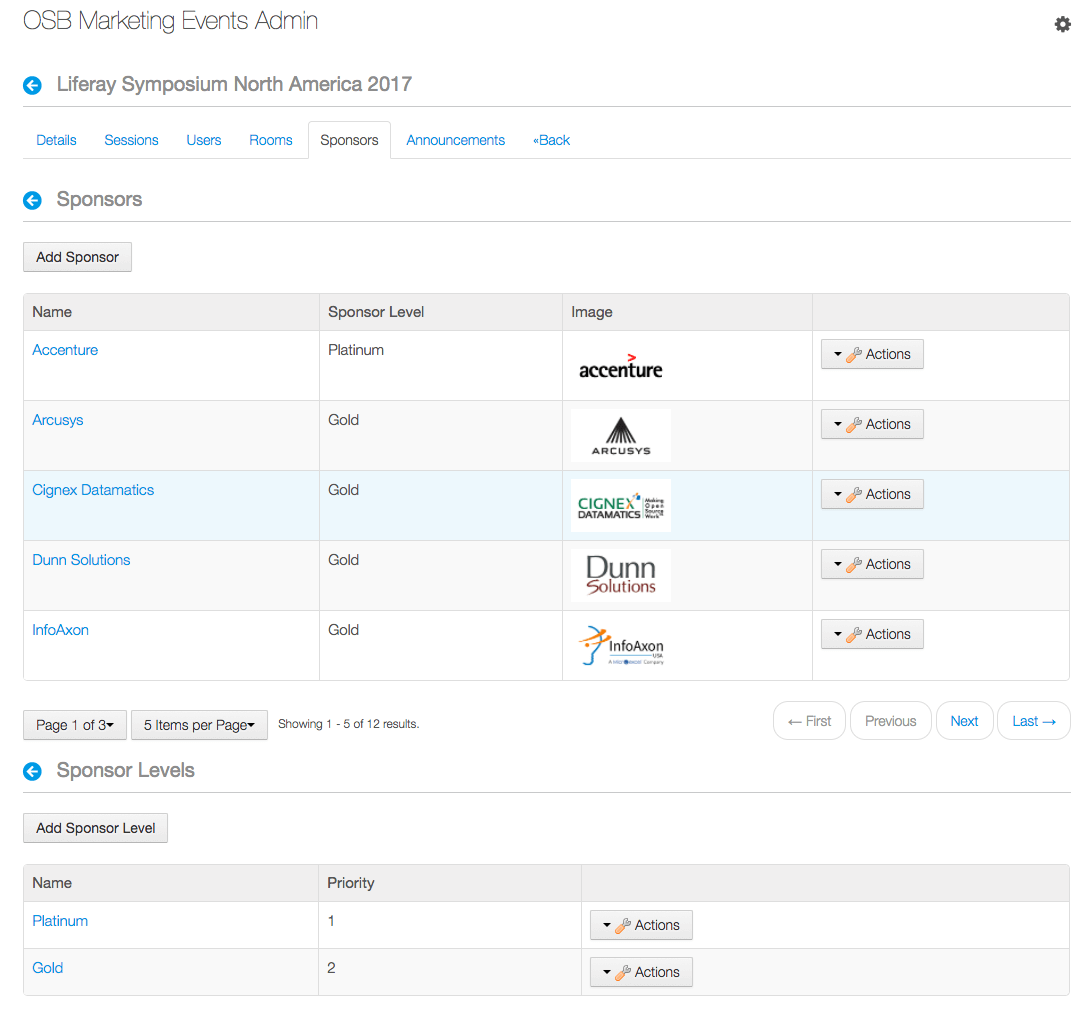 OSB Marketing Events Admin
Liferay Symposium North America 2017
Details Sessions Users Rooms Sponsors Announcements «Back
Sponsors
Add Sponsor
Name Sponsor Level Image
Accenture Platinum accenture Actions
Arcusys Gold ARCUSYS Actions
Cignex Datamatics Gold CIGNEX DATAMATICS Making Open Source Work Actions
Dunn Solutions Gold Dunn Solutions Actions
InfoAxon Gold InfoAxon USA Actions
Page 1 of 3 5 Items per Page Showing 1 - 5 of 12 results. ← First Previous Next Last →
Sponsor Levels
Add Sponsor Level
Name Priority
Platinum 1 Actions
Gold 2 Actions